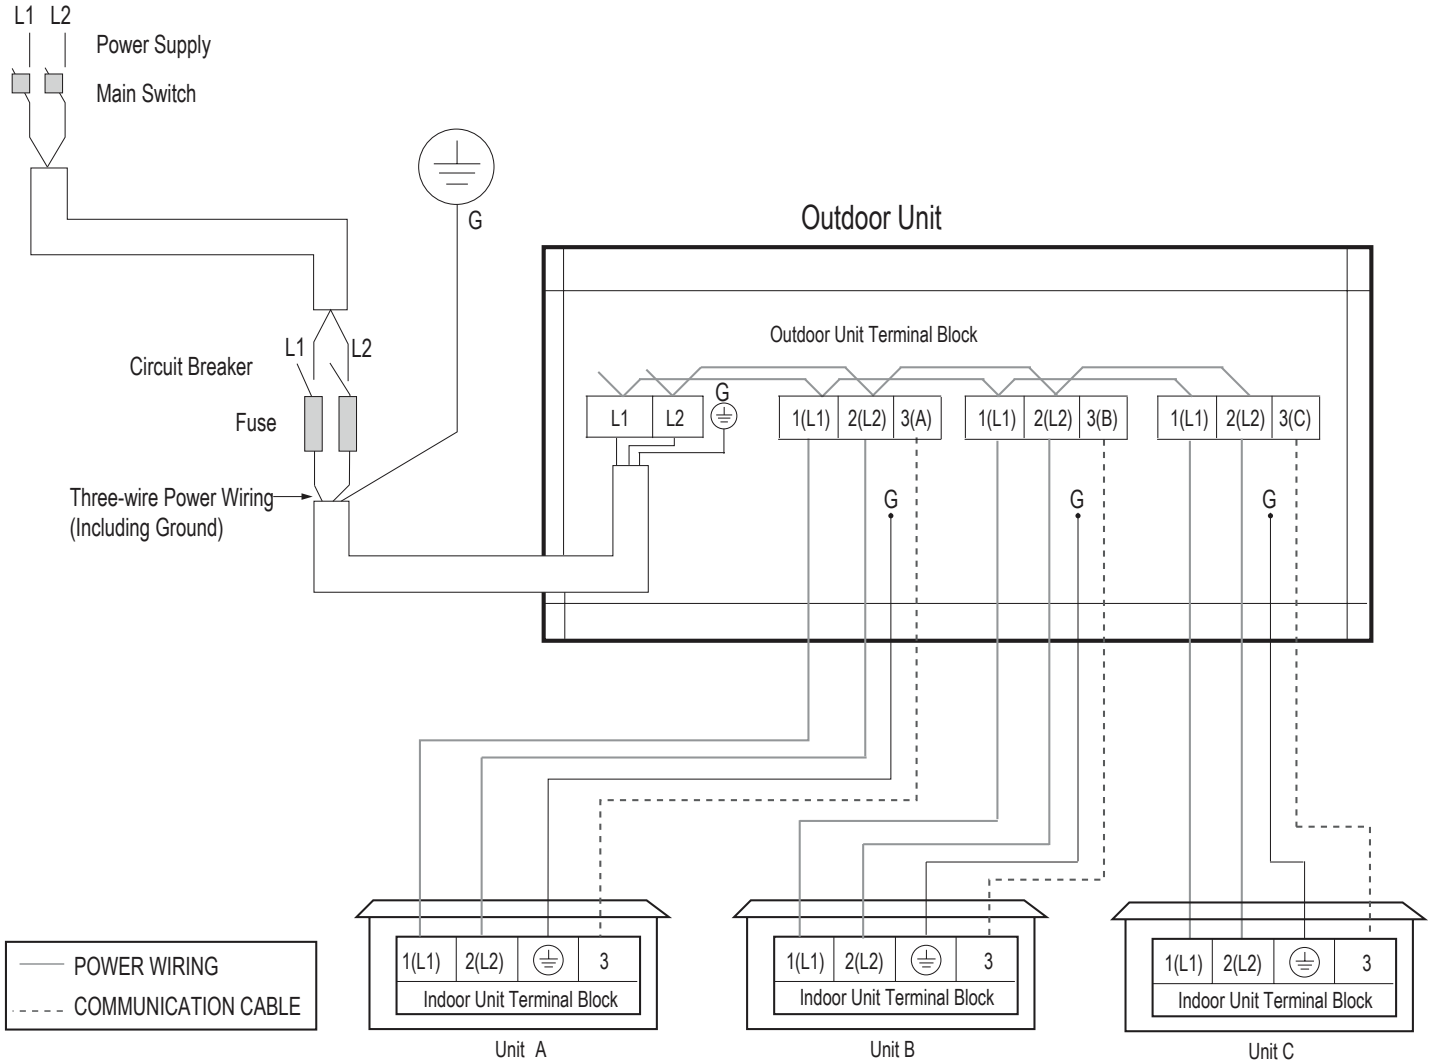 L1 L2
Power Supply
Main Switch
G
Outdoor Unit
Outdoor Unit Terminal Block
L1 L2
Circuit Breaker
Fuse
L1 L2 G
1(L1) 2(L2) 3(A)
1(L1) 2(L2) 3(B)
1(L1) 2(L2) 3(C)
Three-wire Power Wiring
(Including Ground)
G G G
POWER WIRING
COMMUNICATION CABLE
1(L1) 2(L2) 3
Indoor Unit Terminal Block
Unit A
1(L1) 2(L2) 3
Indoor Unit Terminal Block
Unit B
1(L1) 2(L2) 3
Indoor Unit Terminal Block
Unit C